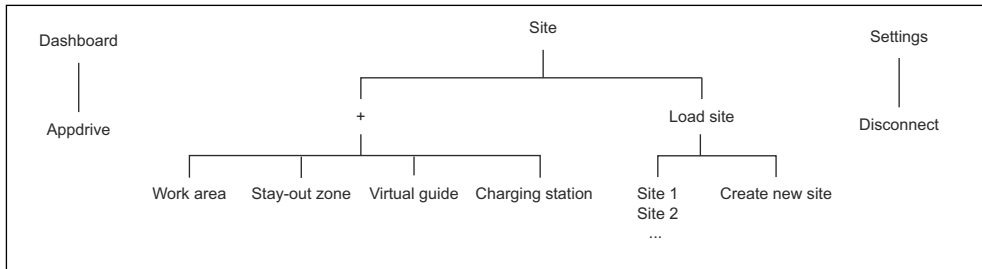 Dashboard
Site
Settings
Appdrive
+
Load site
Disconnect
Work area
Stay-out zone
Virtual guide
Charging station
Site 1
Site 2
...
Create new site